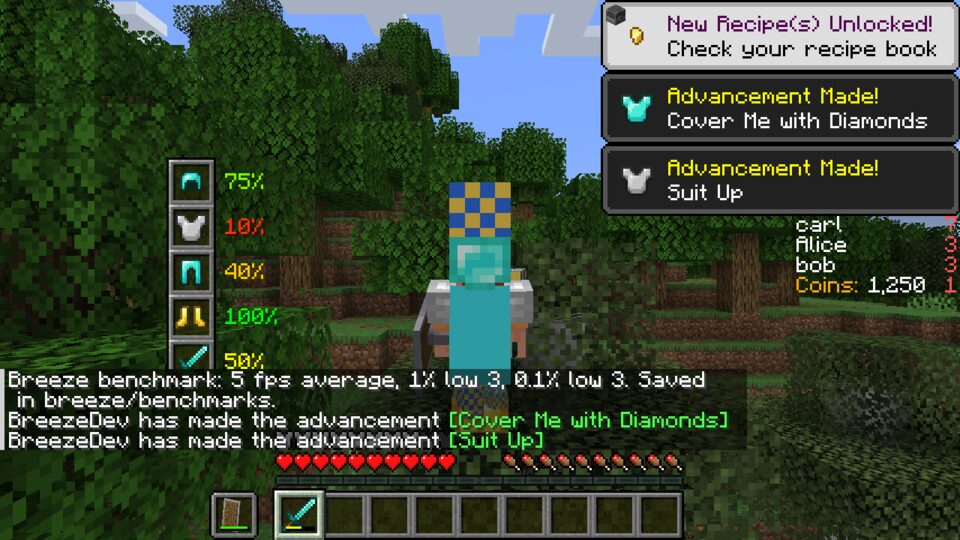 New Recipe(s) Unlocked!
Check your recipe book
Advancement Made!
Cover Me with Diamonds
Advancement Made!
Suit Up
75%
10%
40%
100%
50%
carl 7
Alice 3
bob 3
Coins: 1,250 1
Breeze benchmark: 5 fps average, 1% low 3, 0.1% low 3. Saved
in breeze/benchmarks.
BreezeDev has made the advancement [Cover Me with Diamonds]
BreezeDev has made the advancement [Suit Up]